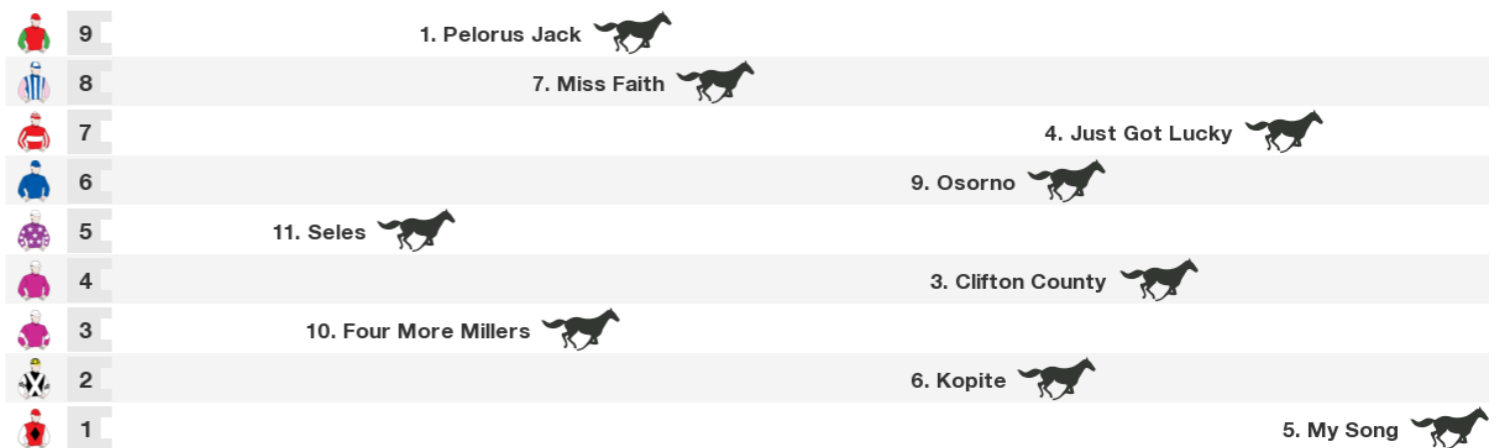 9 1. Pelorus Jack
8 7. Miss Faith
7 4. Just Got Lucky
6 9. Osorno
5 11. Seles
4 3. Clifton County
3 10. Four More Millers
2 6. Kopite
1 5. My Song